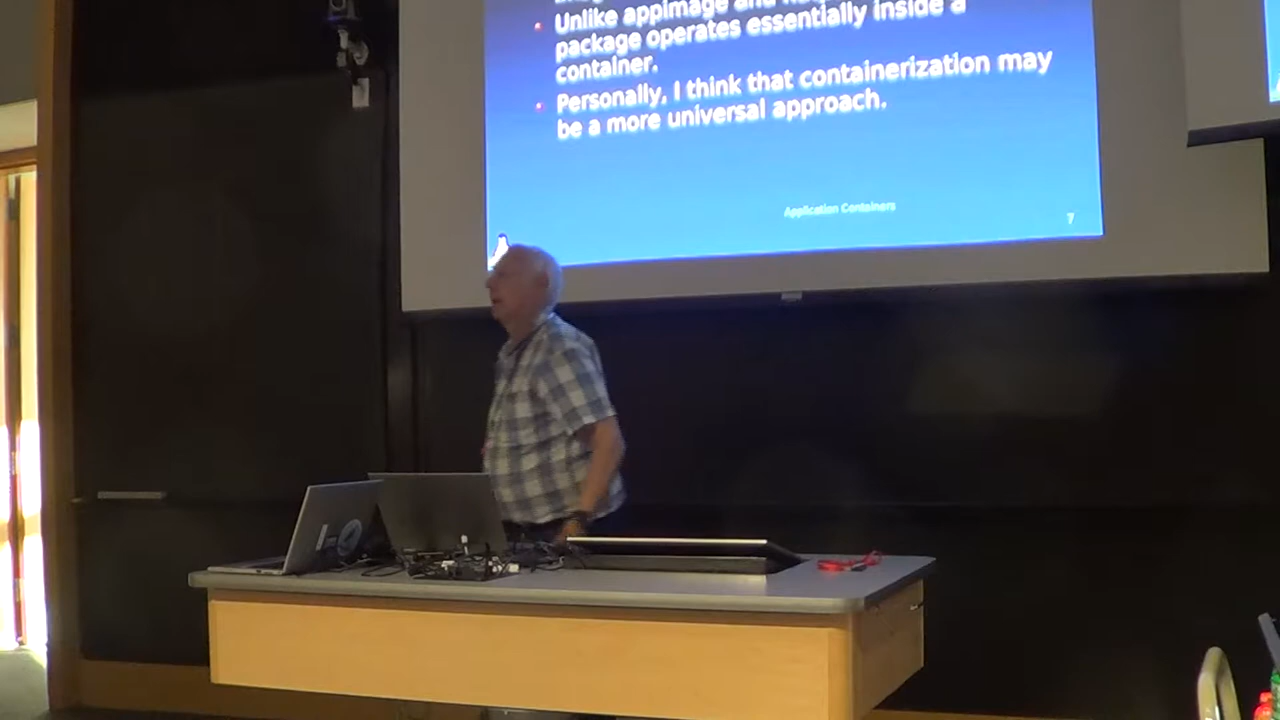 Unlike appimage and
package operates essentially inside a
container.
Personally, I think that containerization may
be a more universal approach.
Application Containers
7